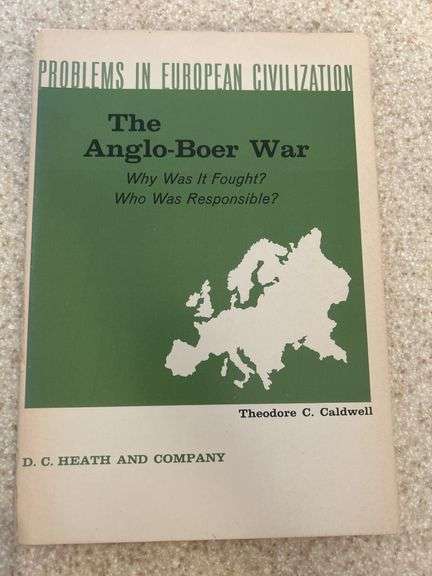 PROBLEMS IN EUROPEAN CIVILIZATION
The
Anglo-Boer War
Why Was It Fought?
Who Was Responsible?
Theodore C. Caldwell
D. C. HEATH AND COMPANY